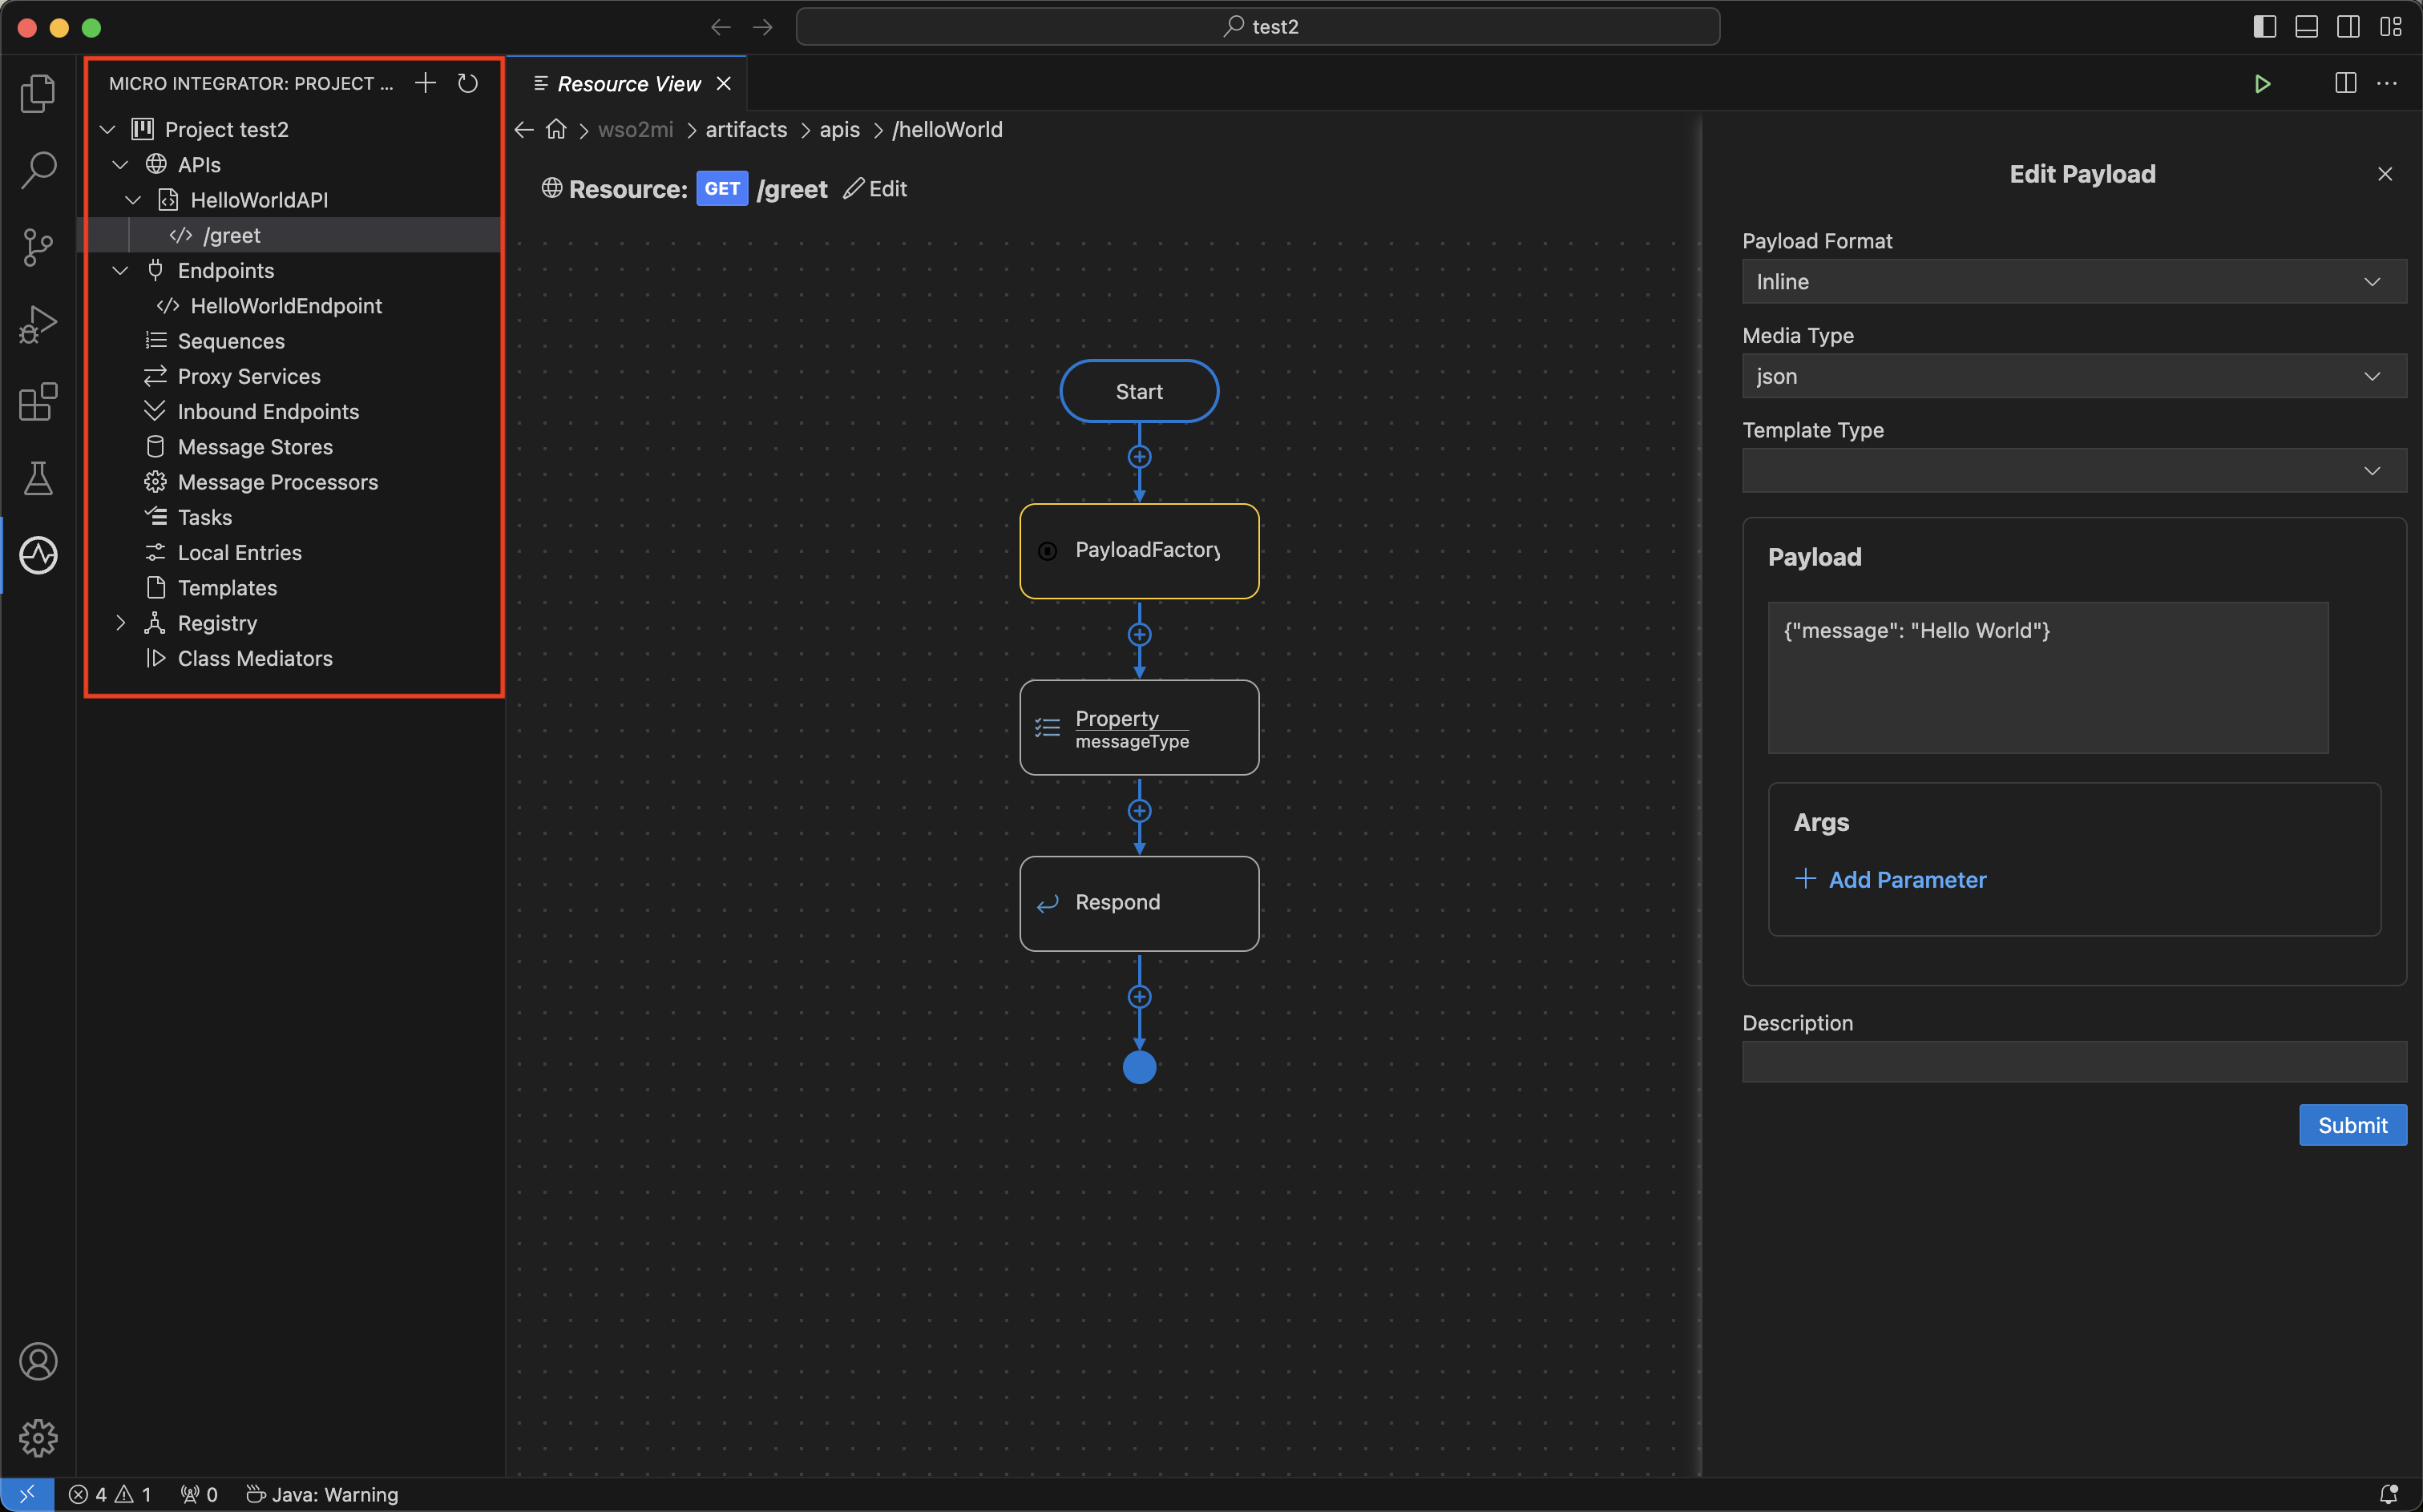 test2
MICRO INTEGRATOR: PROJECT ...
Project test2
APIs
HelloWorldAPI
/greet
Endpoints
HelloWorldEndpoint
Sequences
Proxy Services
Inbound Endpoints
Message Stores
Message Processors
Tasks
Local Entries
Templates
Registry
Class Mediators
Resource View
wso2mi > artifacts > apis > /helloWorld
Resource: GET /greet Edit
Start
PayloadFactory
Property
messageType
Respond
Edit Payload
Payload Format
Inline
Media Type
json
Template Type
Payload
{"message": "Hello World"}
Args
Add Parameter
Description
Submit
4 1 0 Java: Warning